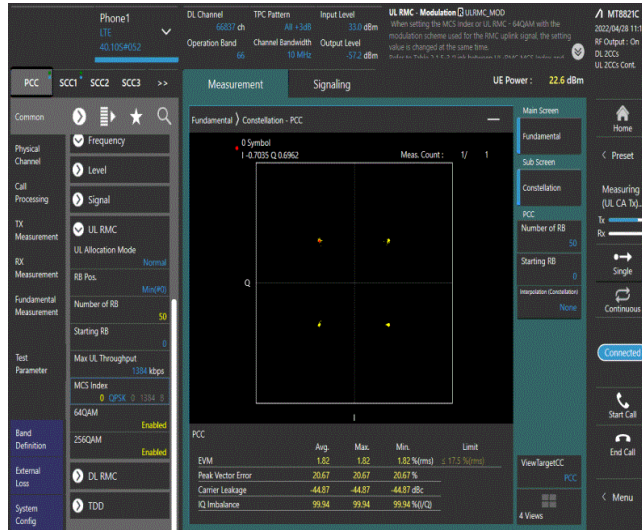 Phone1
LTE
40.105#052
DL Channel
66837 ch
TPC Pattern
All +3dB
Input Level
33.0 dBm
Operation Band
66
Channel Bandwidth
10 MHz
Output Level
-57.2 dBm
UL RMC - Modulation ULRMC_MOD
When setting the MCS index or UL RMC - 64QAM with the
modulation scheme used for the RMC uplink signal, the setting
value is changed at the same time.
MT8821C
2022/04/28 11:1
RF Output : On
DL 2CCs
UL 2CCs Cont.
PCC SCC1 SCC2 SCC3 >>
Measurement
Signaling
UE Power : 22.6 dBm
Common
Physical
Channel
Call
Processing
TX
Measurement
RX
Measurement
Fundamental
Measurement
Test
Parameter
Band
Definition
External
Loss
System
Config
Frequency
Level
Signal
UL RMC
UL Allocation Mode
Normal
RB Pos.
Min(#0)
Number of RB
50
Starting RB
0
Max UL Throughput
1384 kbps
MCS Index
0 QPSK 0 1384 8
64QAM
Enabled
256QAM
Enabled
DL RMC
TDD
Fundamental ⟩ Constellation - PCC
0 Symbol
I -0.7035 Q 0.6962
Meas. Count : 1/ 1
Q
I
PCC
Avg. Max. Min. Limit
EVM 1.82 1.82 1.82 %(rms) ≤ 17.5 %(rms)
Peak Vector Error 20.67 20.67 20.67 %
Carrier Leakage -44.87 -44.87 -44.87 dBc
IQ Imbalance 99.94 99.94 99.94 %(I/Q)
Main Screen
Fundamental
Sub Screen
Constellation
PCC
Number of RB
50
Starting RB
0
Interpolation (Constellation)
None
ViewTargetCC
PCC
4 Views
Home
< Preset
Measuring
(UL CA Tx)...
Tx
Rx
Single
Continuous
Connected
Start Call
End Call
< Menu